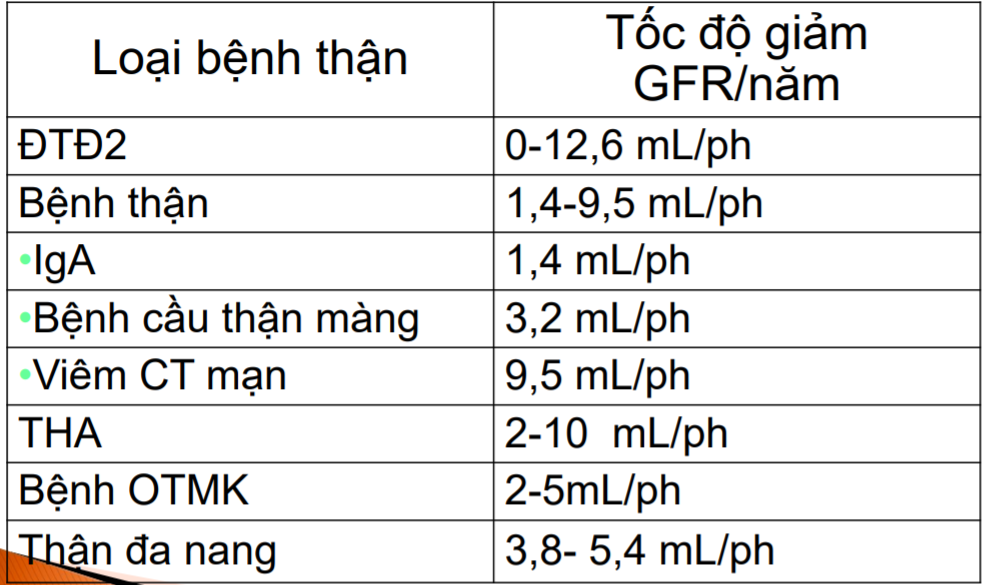 Loại bệnh thận
Tốc độ giảm
GFR/năm
ĐTĐ2
0-12,6 mL/ph
Bệnh thận
1,4-9,5 mL/ph
•IgA
1,4 mL/ph
•Bệnh cầu thận màng
3,2 mL/ph
•Viêm CT mạn
9,5 mL/ph
THA
2-10  mL/ph
Bệnh OTMK
2-5mL/ph
Thận đa nang
3,8- 5,4 mL/ph